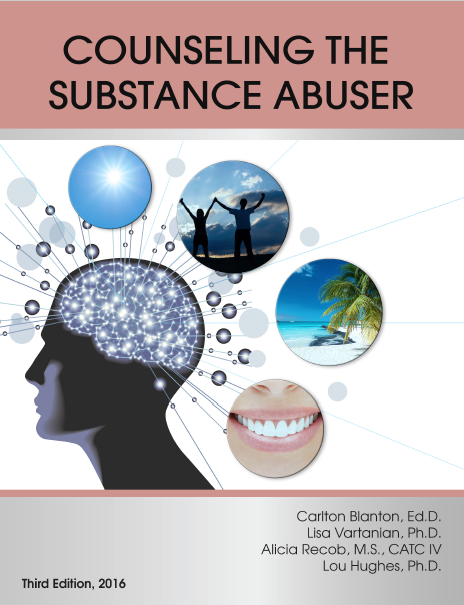 COUNSELING THE
SUBSTANCE ABUSER
Carlton Blanton, Ed.D.
Lisa Vartanian, Ph.D.
Alicia Recob, M.S., CATC IV
Lou Hughes, Ph.D.
Third Edition, 2016